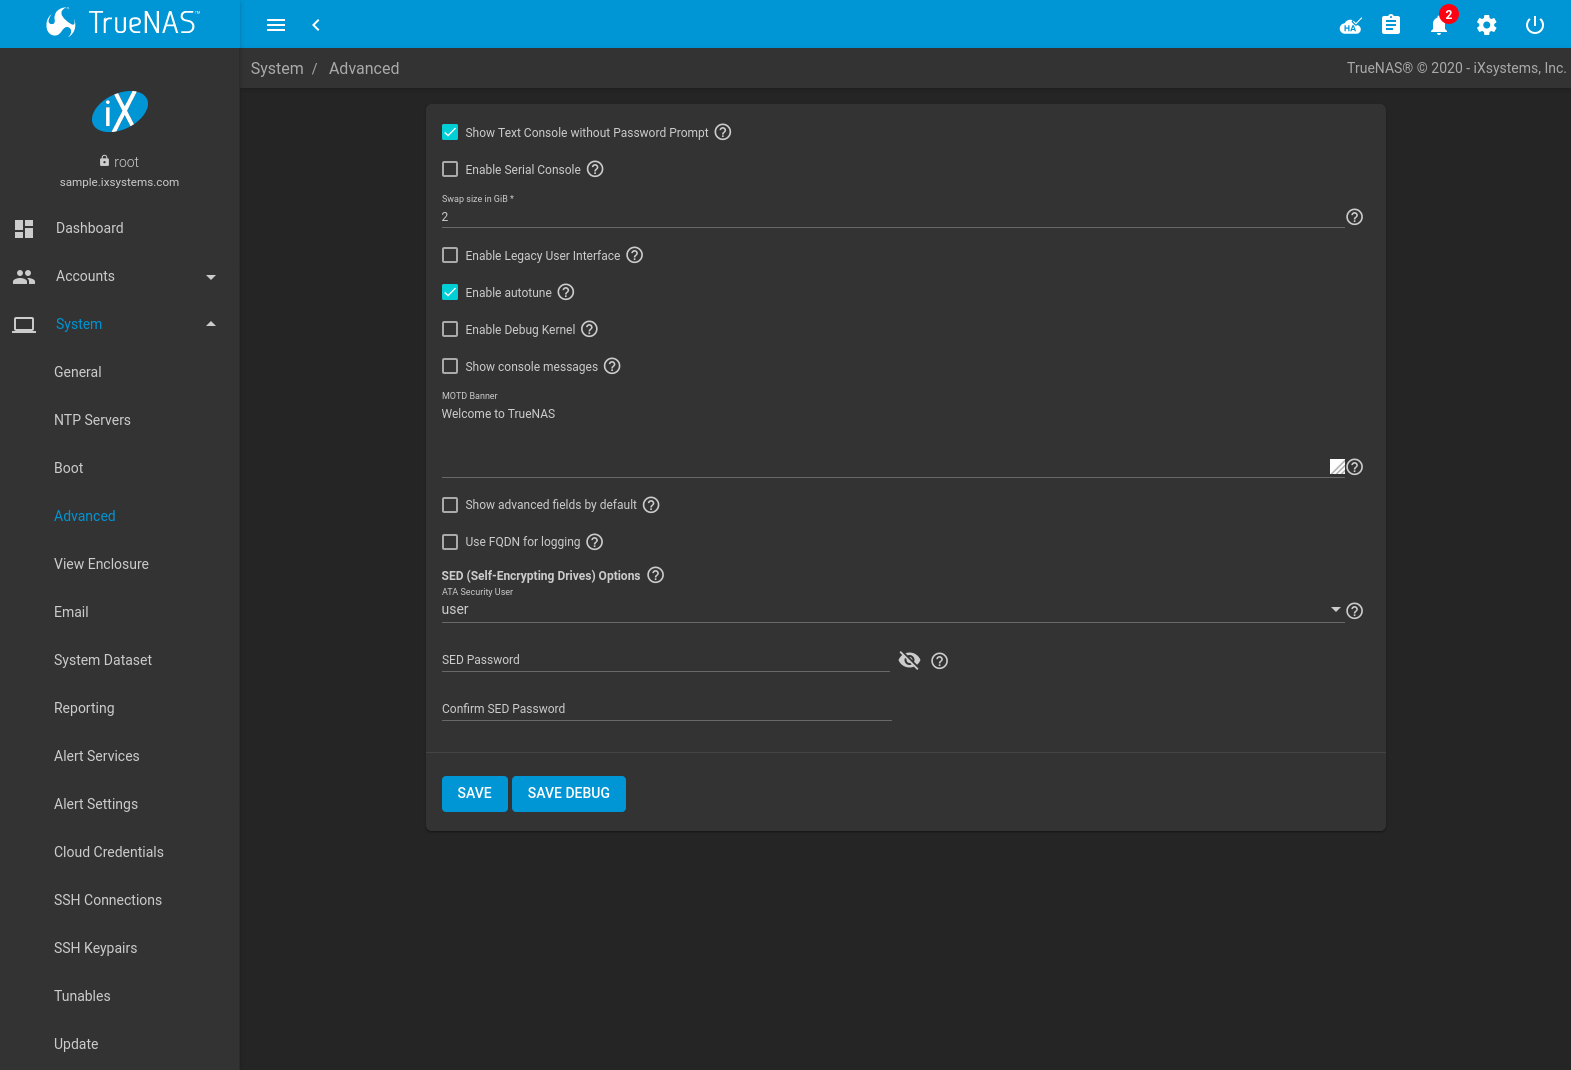 TrueNAS™
HA
2
System / Advanced
TrueNAS® © 2020 - iXsystems, Inc.
iX
root
sample.ixsystems.com
Dashboard
Accounts
System
General
NTP Servers
Boot
Advanced
View Enclosure
Email
System Dataset
Reporting
Alert Services
Alert Settings
Cloud Credentials
SSH Connections
SSH Keypairs
Tunables
Update
Show Text Console without Password Prompt
Enable Serial Console
Swap size in GiB *
2
Enable Legacy User Interface
Enable autotune
Enable Debug Kernel
Show console messages
MOTD Banner
Welcome to TrueNAS
Show advanced fields by default
Use FQDN for logging
SED (Self-Encrypting Drives) Options
ATA Security User
user
SED Password
Confirm SED Password
SAVE SAVE DEBUG